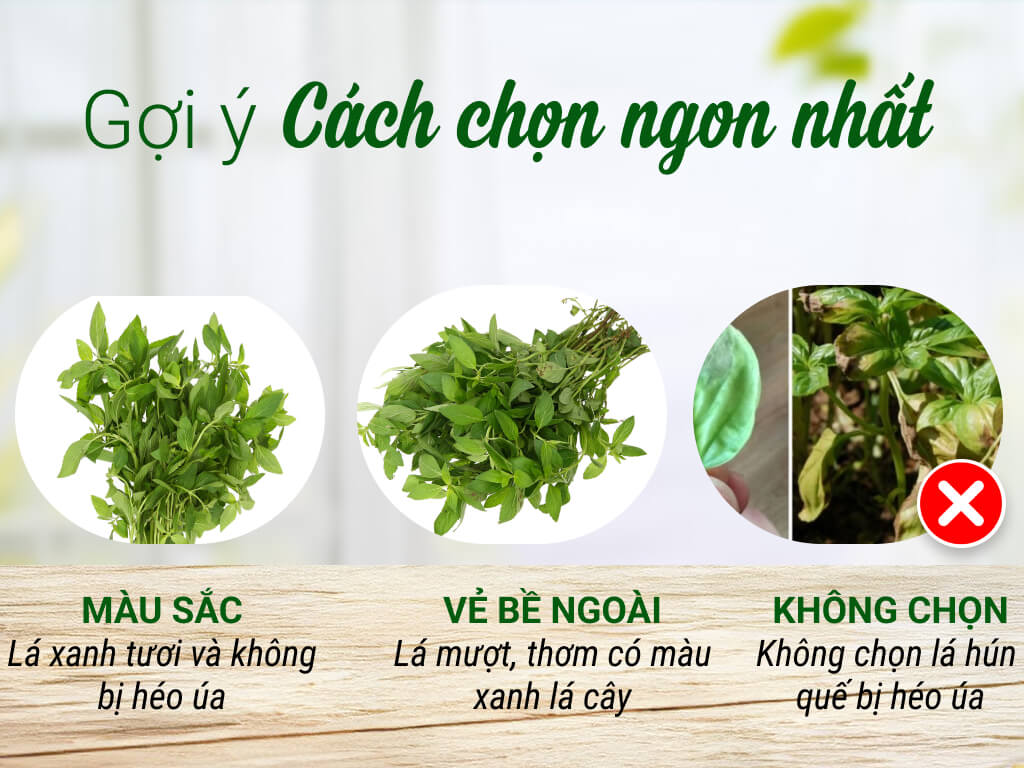 Gợi ý Cách chọn ngon nhất
MÀU SẮC
Lá xanh tươi và không
bị héo úa
VẺ BỀ NGOÀI
Lá mượt, thơm có màu
xanh lá cây
KHÔNG CHỌN
Không chọn lá hún
quế bị héo úa